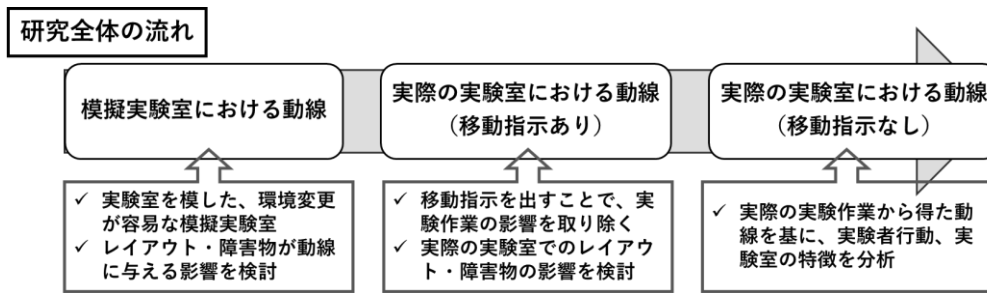 研究全体の流れ
模擬実験室における動線
実際の実験室における動線
（移動指示あり）
実際の実験室における動線
（移動指示なし）
✓ 実験室を模した、環境変更
が容易な模擬実験室
✓ レイアウト・障害物が動線
に与える影響を検討
✓ 移動指示を出すことで、実
験作業の影響を取り除く
✓ 実際の実験室でのレイアウ
ト・障害物の影響を検討
✓ 実際の実験作業から得た動
線を基に、実験者行動、実
験室の特徴を分析